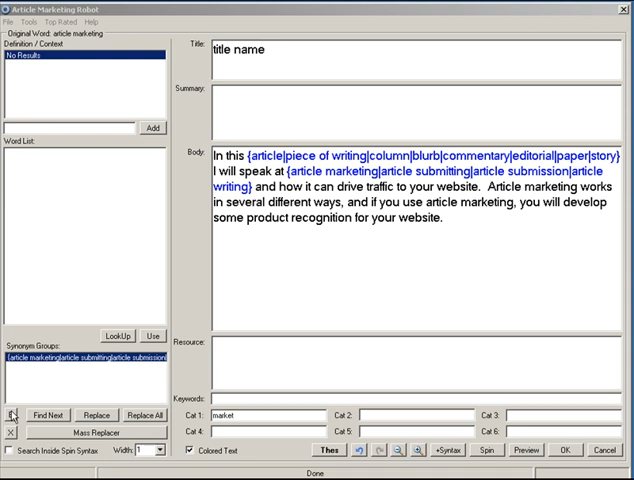 Article Marketing Robot
File Tools Top Rated Help
Original Word: article marketing
Definition / Context
No Results
Add
Word List:
LookUp Use
Synonym Groups:
{article marketing|article submitting|article submission|
Find Next Replace Replace All
X Mass Replacer
Search Inside Spin Syntax Width: 1
Title: title name
Summary:
Body: In this {article|piece of writing|column|blurb|commentary|editorial|paper|story}
I will speak at {article marketing|article submitting|article submission|article
writing} and how it can drive traffic to your website. Article marketing works
in several different ways, and if you use article marketing, you will develop
some product recognition for your website.
Resource:
Keywords:
Cat 1: market Cat 2: Cat 3:
Cat 4: Cat 5: Cat 6:
Colored Text Thes +Syntax Spin Preview OK Cancel
Done